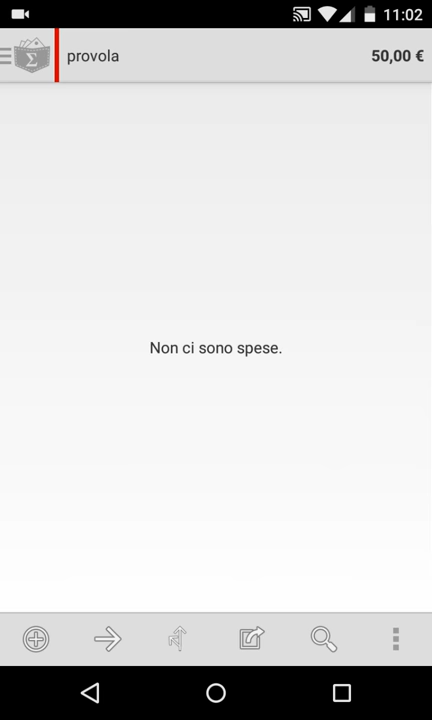 11:02
Σ
provola
50,00 €
Non ci sono spese.